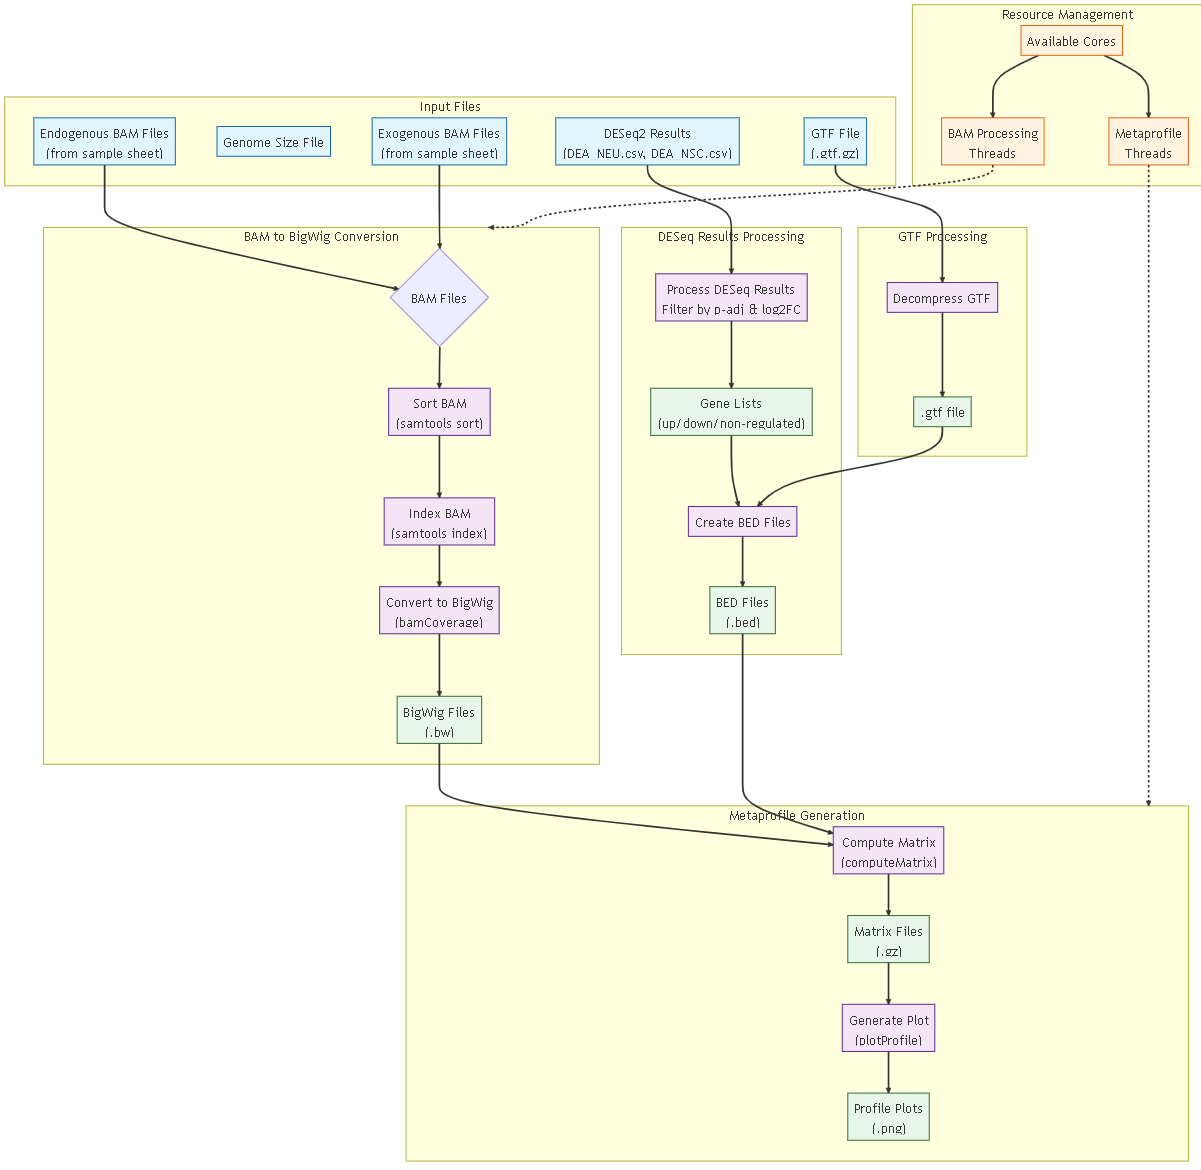 Resource Management
Available Cores
BAM Processing
Threads
Metaprofile
Threads
Input Files
Endogenous BAM Files
(from sample sheet)
Genome Size File
Exogenous BAM Files
(from sample sheet)
DESeq2 Results
(DEA_NEU.csv, DEA_NSC.csv)
GTF File
(.gtf.gz)
BAM to BigWig Conversion
BAM Files
Sort BAM
(samtools sort)
Index BAM
(samtools index)
Convert to BigWig
(bamCoverage)
BigWig Files
(.bw)
DESeq Results Processing
Process DESeq Results
Filter by p-adj & log2FC
Gene Lists
(up/down/non-regulated)
Create BED Files
BED Files
(.bed)
GTF Processing
Decompress GTF
.gtf file
Metaprofile Generation
Compute Matrix
(computeMatrix)
Matrix Files
(.gz)
Generate Plot
(plotProfile)
Profile Plots
(.png)